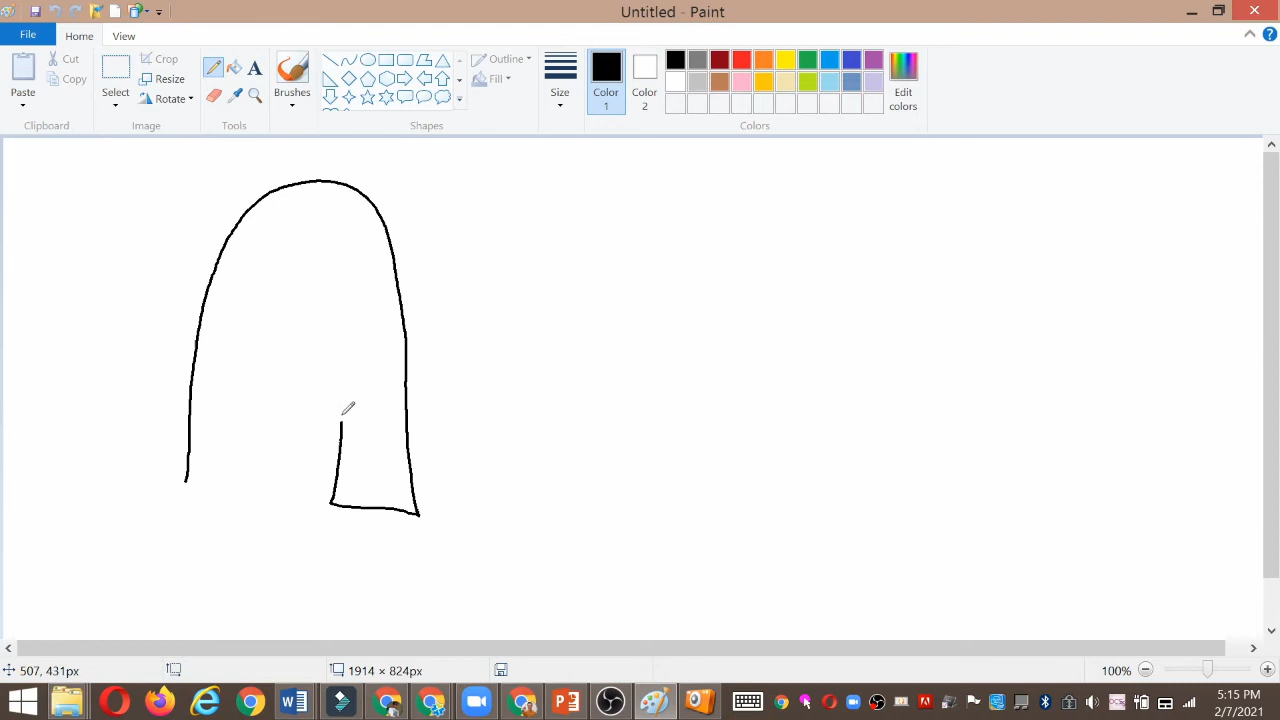 Untitled - Paint
File
Home
View
Paste
Cut
Copy
Clipboard
Select
Crop
Resize
Rotate
Image
A
Tools
Brushes
Outline
Fill
Shapes
Size
Color 1
Color 2
Edit colors
Colors
507, 431px
1914 × 824px
100%
5:15 PM
2/7/2021